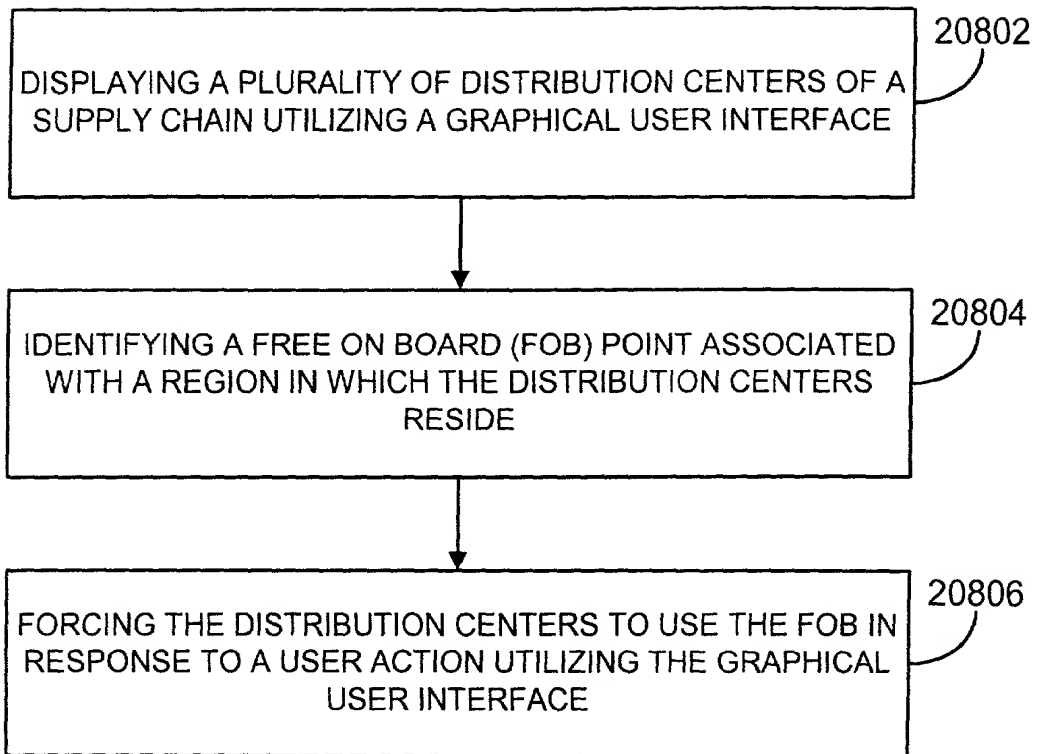 20802
DISPLAYING A PLURALITY OF DISTRIBUTION CENTERS OF A
SUPPLY CHAIN UTILIZING A GRAPHICAL USER INTERFACE
20804
IDENTIFYING A FREE ON BOARD (FOB) POINT ASSOCIATED
WITH A REGION IN WHICH THE DISTRIBUTION CENTERS
RESIDE
20806
FORCING THE DISTRIBUTION CENTERS TO USE THE FOB IN
RESPONSE TO A USER ACTION UTILIZING THE GRAPHICAL
USER INTERFACE